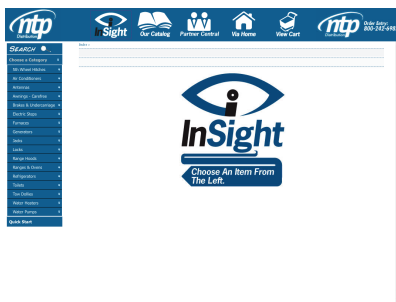 ntp
Distribution
InSight
Our Catalog
Partner Central
Via Home
View Cart
ntp
Distribution
Order Entry:
800-242-698
SEARCH
Choose a Category
5th Wheel Hitches
Air Conditioners
Antennas
Awnings - Carefree
Brakes & Undercarriage
Electric Steps
Furnaces
Generators
Jacks
Locks
Range Hoods
Ranges & Ovens
Refrigerators
Toilets
Tow Dollies
Water Heaters
Water Pumps
Quick Start
InSight
Choose An Item From
The Left.